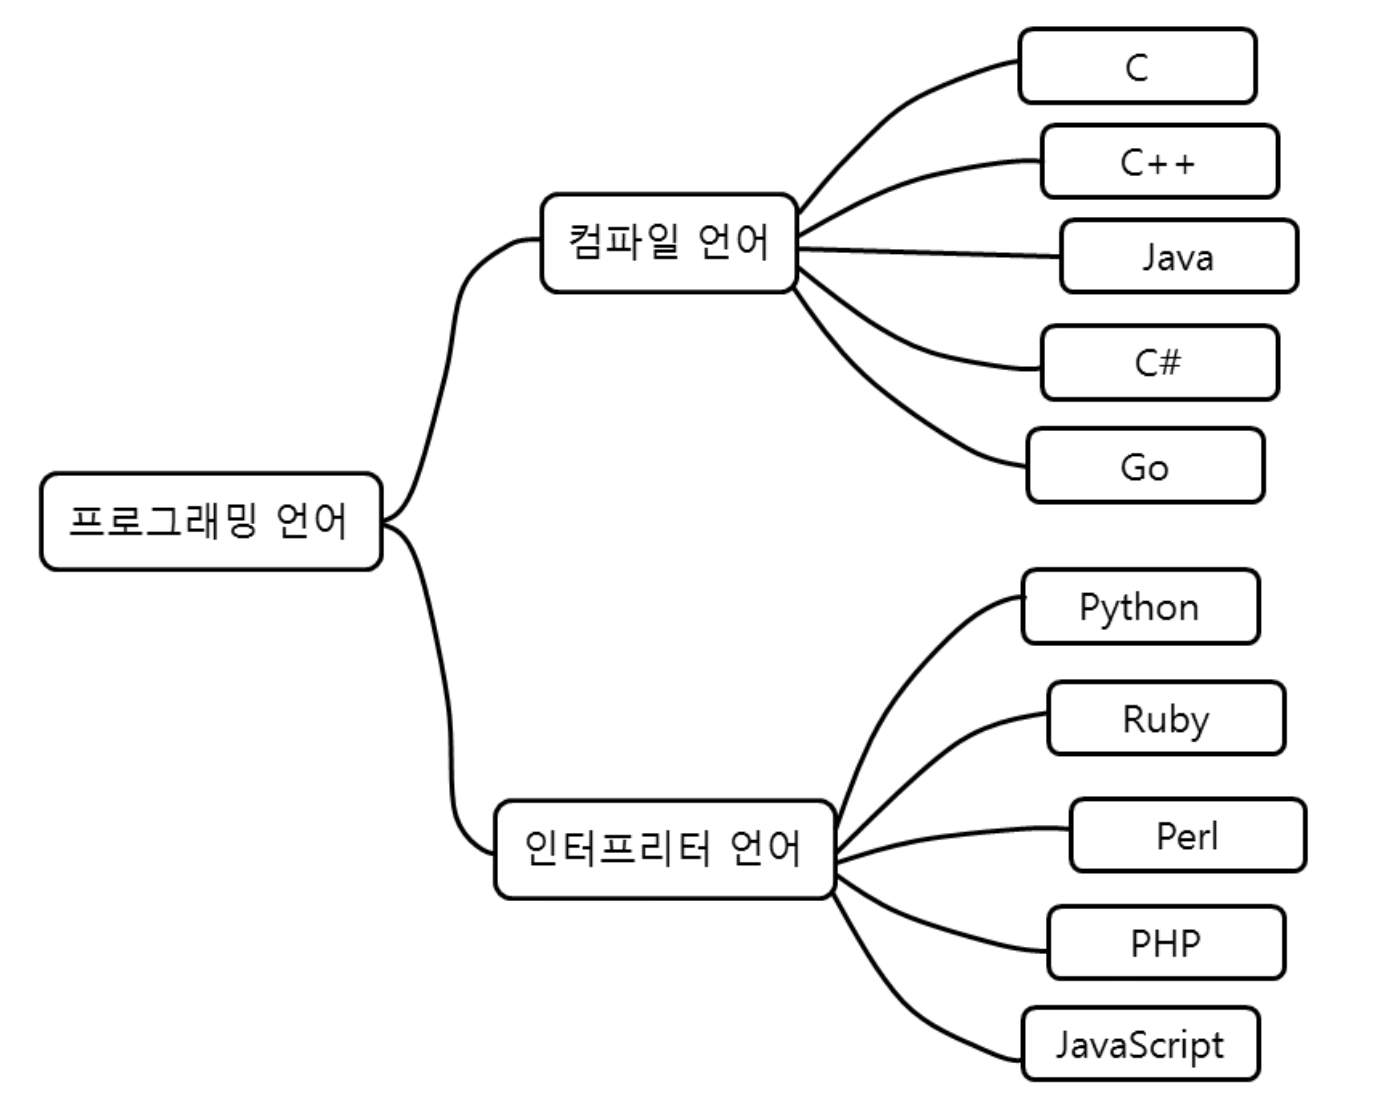 프로그래밍 언어
컴파일 언어
C
C++
Java
C#
Go
인터프리터 언어
Python
Ruby
Perl
PHP
JavaScript